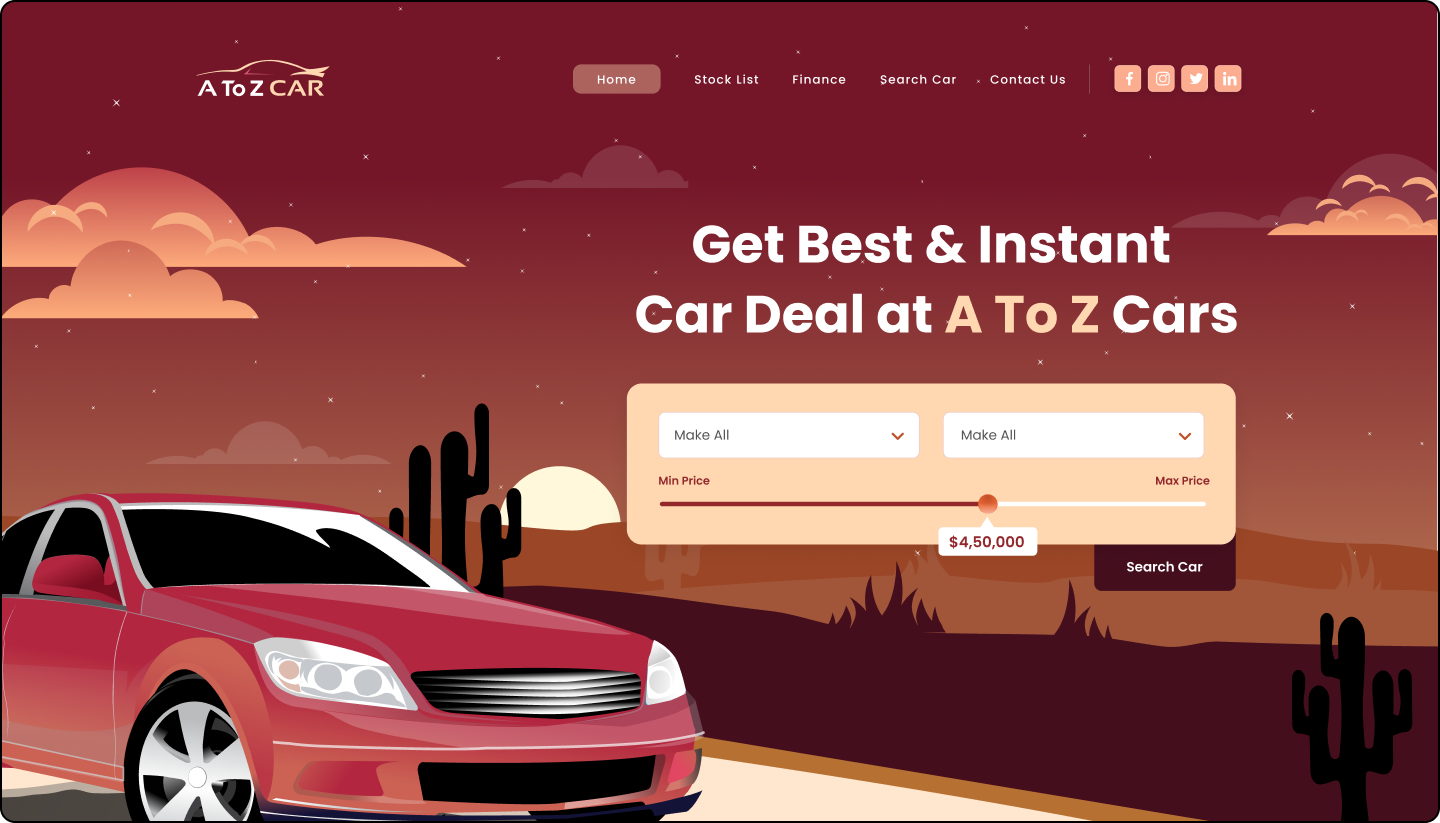 A To Z CAR
Home Stock List Finance Search Car Contact Us
Get Best & Instant
Car Deal at A To Z Cars
Make All Make All
Min Price Max Price
$4,50,000
Search Car